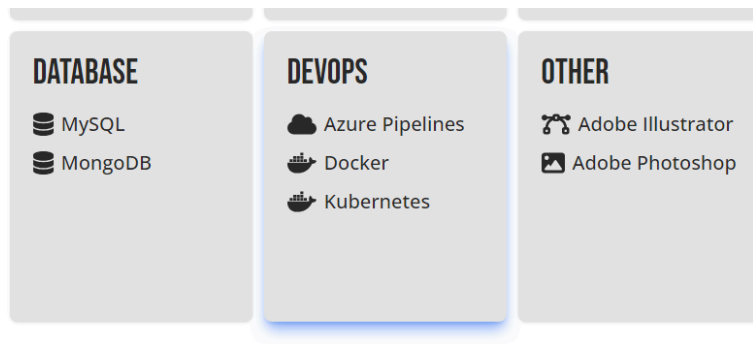 DATABASE
MySQL
MongoDB
DEVOPS
Azure Pipelines
Docker
Kubernetes
OTHER
Adobe Illustrator
Adobe Photoshop